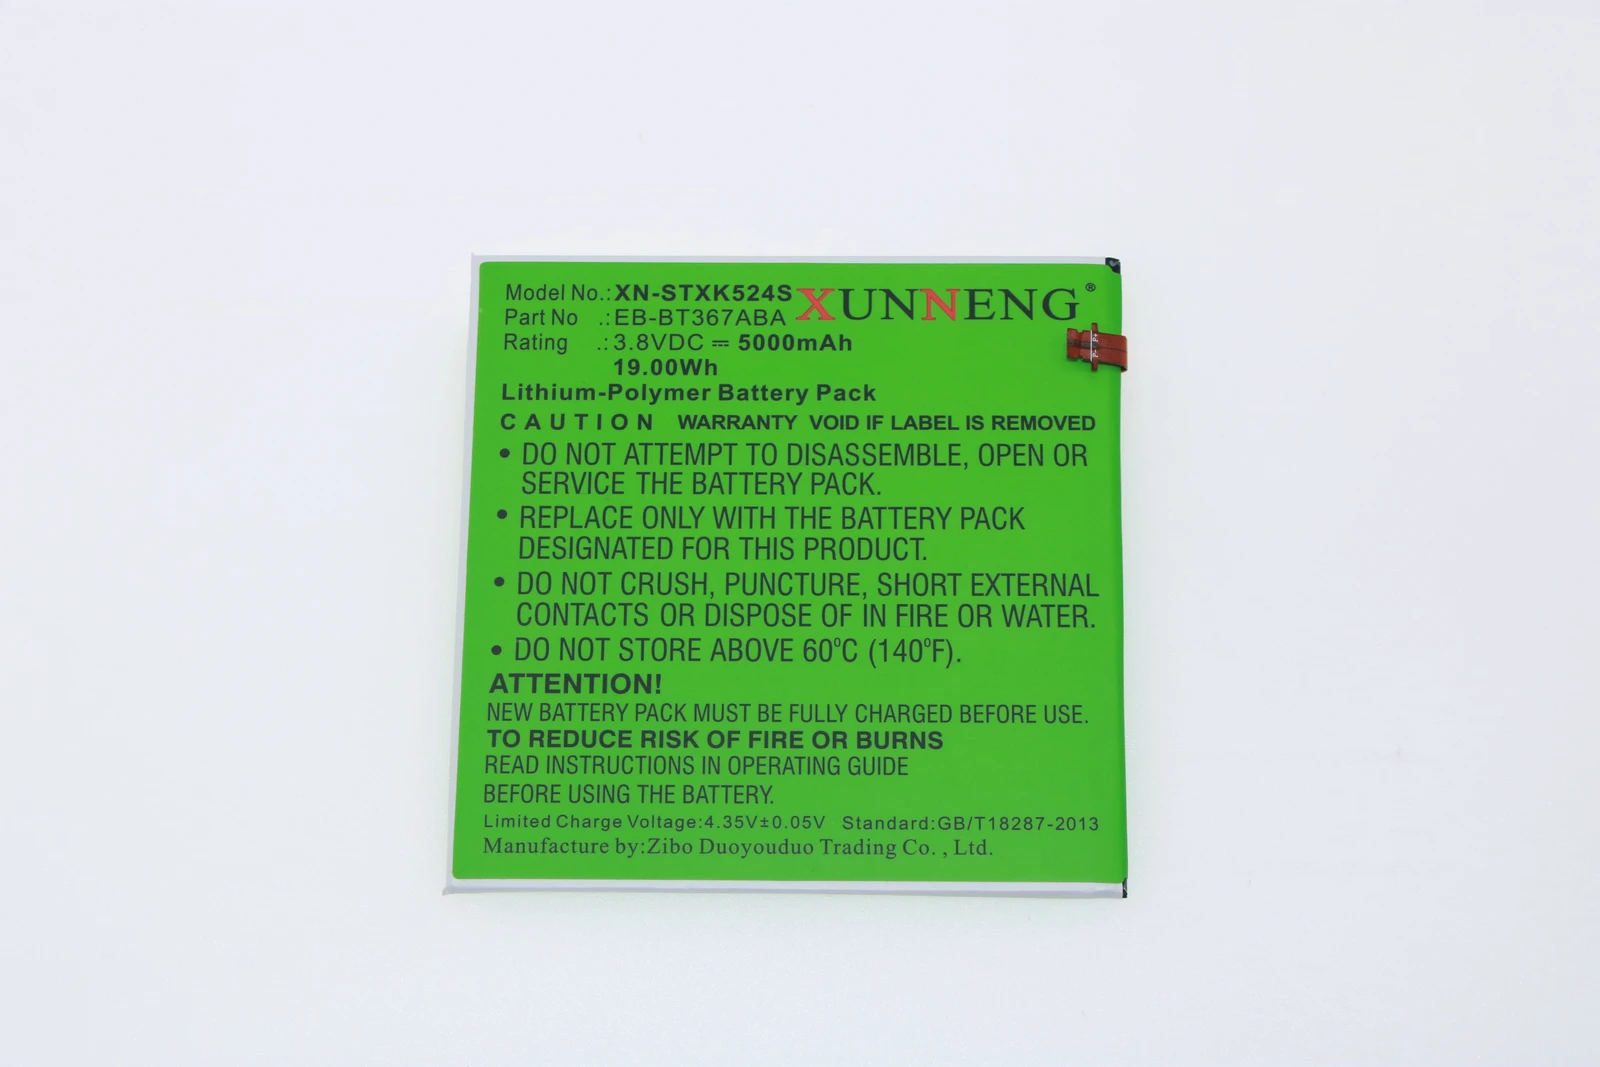 Model No.:XN-STXK524S
XUNNENG®
Part No .:EB-BT367ABA
Rating .:3.8VDC ⎓ 5000mAh
19.00Wh
Lithium-Polymer Battery Pack
CAUTION WARRANTY VOID IF LABEL IS REMOVED
• DO NOT ATTEMPT TO DISASSEMBLE, OPEN OR
SERVICE THE BATTERY PACK.
• REPLACE ONLY WITH THE BATTERY PACK
DESIGNATED FOR THIS PRODUCT.
• DO NOT CRUSH, PUNCTURE, SHORT EXTERNAL
CONTACTS OR DISPOSE OF IN FIRE OR WATER.
• DO NOT STORE ABOVE 60⁰C (140⁰F).
ATTENTION!
NEW BATTERY PACK MUST BE FULLY CHARGED BEFORE USE.
TO REDUCE RISK OF FIRE OR BURNS
READ INSTRUCTIONS IN OPERATING GUIDE
BEFORE USING THE BATTERY.
Limited Charge Voltage:4.35V±0.05V Standard:GB/T18287-2013
Manufacture by:Zibo Duoyouduo Trading Co. , Ltd.